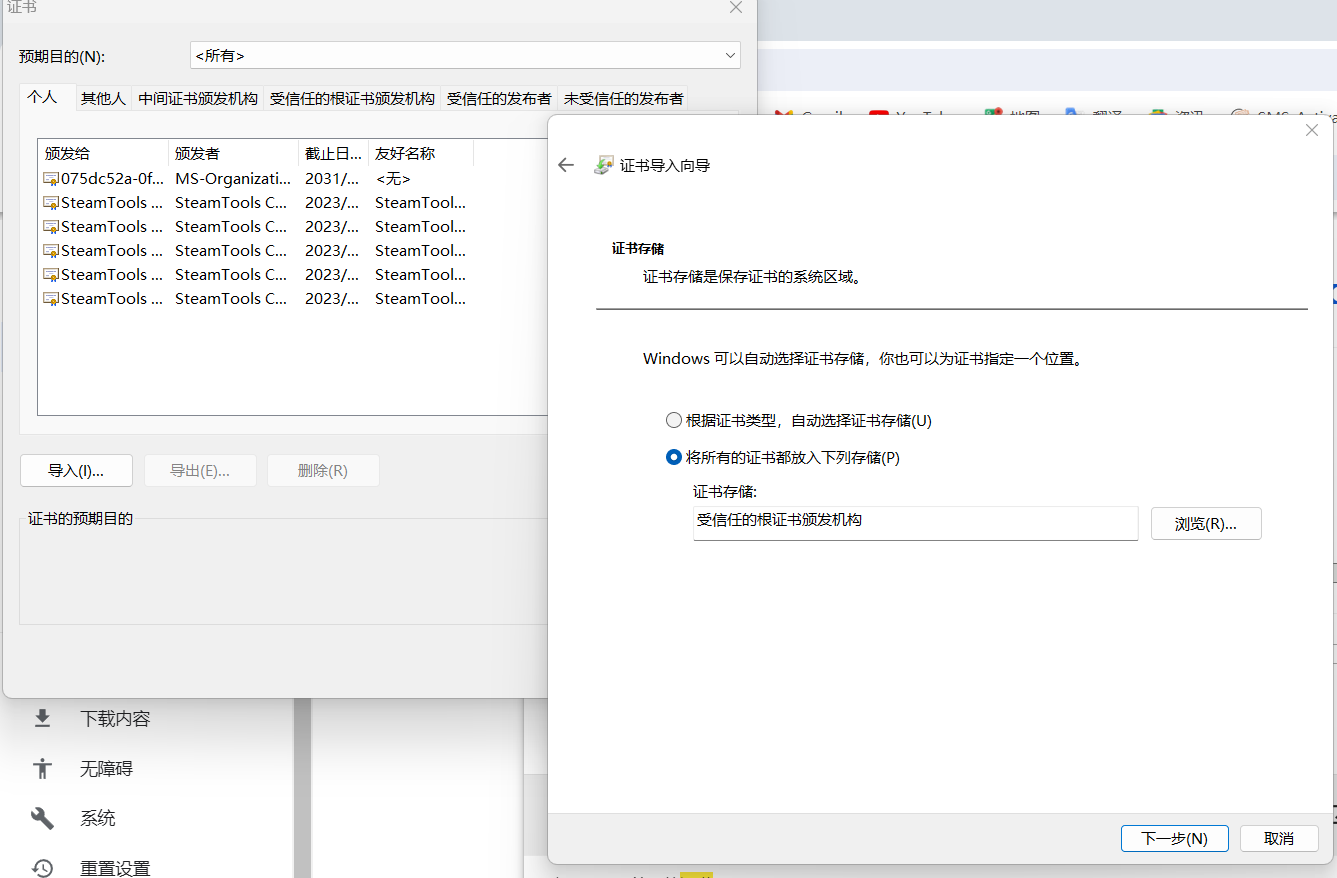 证书
预期目的(N):
<所有>
个人
其他人
中间证书颁发机构
受信任的根证书颁发机构
受信任的发布者
未受信任的发布者
颁发给
颁发者
截止日...
友好名称
075dc52a-0f...
MS-Organizati...
2031/...
<无>
SteamTools ...
SteamTools C...
2023/...
SteamTool...
SteamTools ...
SteamTools C...
2023/...
SteamTool...
SteamTools ...
SteamTools C...
2023/...
SteamTool...
SteamTools ...
SteamTools C...
2023/...
SteamTool...
SteamTools ...
SteamTools C...
2023/...
SteamTool...
导入(I)...
导出(E)...
删除(R)
证书的预期目的
下载内容
无障碍
系统
重置设置
证书导入向导
证书存储
证书存储是保存证书的系统区域。
Windows 可以自动选择证书存储，你也可以为证书指定一个位置。
根据证书类型，自动选择证书存储(U)
将所有的证书都放入下列存储(P)
证书存储:
受信任的根证书颁发机构
浏览(R)...
下一步(N)
取消